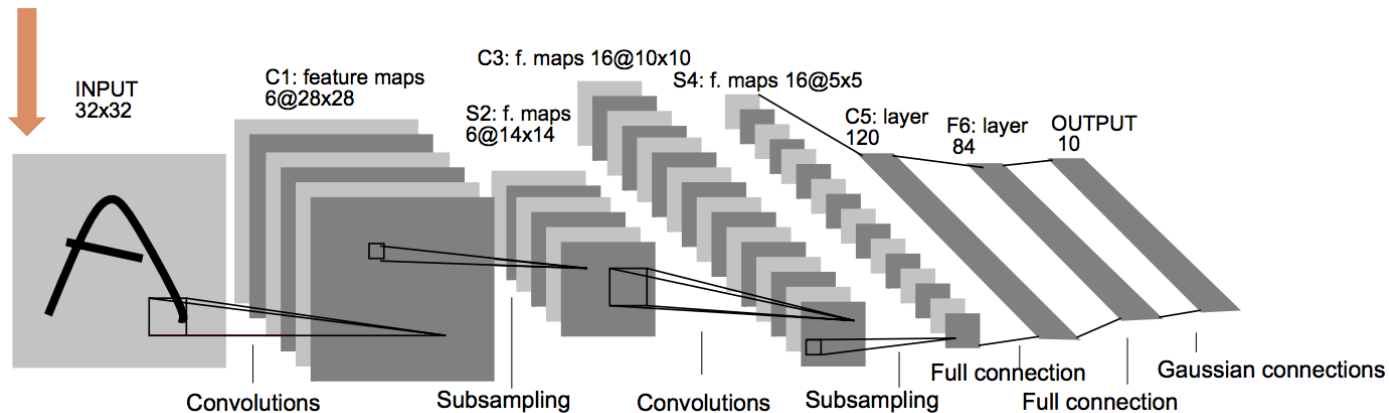 INPUT
32x32
C1: feature maps
6@28x28
S2: f. maps
6@14x14
C3: f. maps 16@10x10
S4: f. maps 16@5x5
C5: layer
120
F6: layer
84
OUTPUT
10
Convolutions
Subsampling
Convolutions
Subsampling
Full connection
Full connection
Gaussian connections